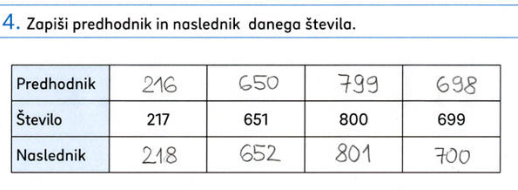 4. Zapiši predhodnik in naslednik danega števila.
Predhodnik 216 650 799 698
Število 217 651 800 699
Naslednik 218 652 801 700